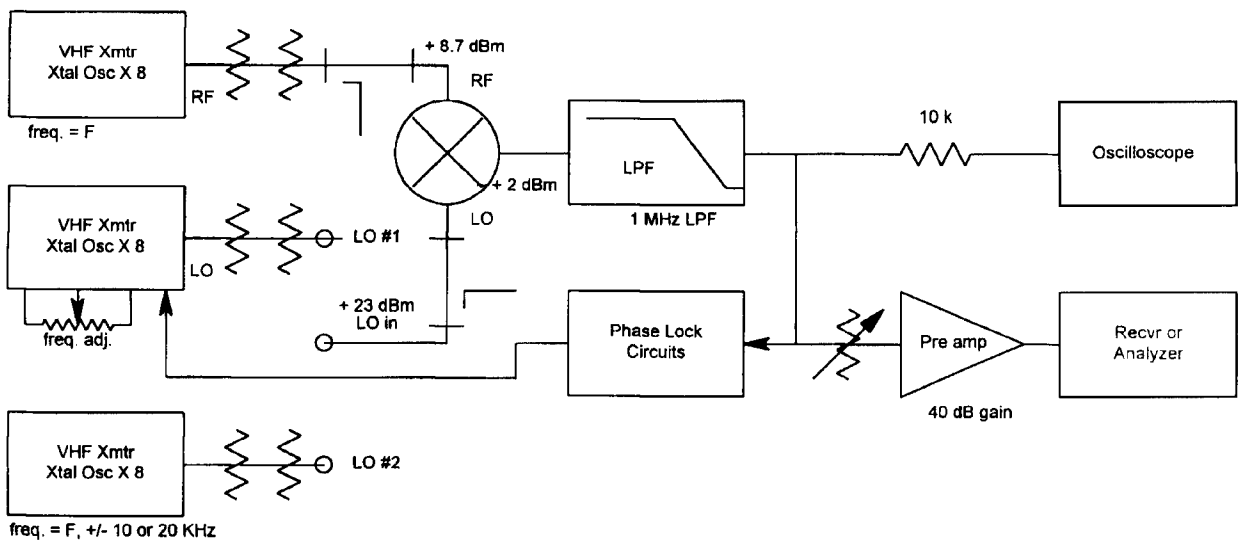 VHF Xmtr
Xtal Osc X 8
RF
freq. = F
+ 8.7 dBm
RF
+ 2 dBm
LO
LPF
1 MHz LPF
10 k
Oscilloscope
VHF Xmtr
Xtal Osc X 8
LO
freq. adj.
LO #1
+ 23 dBm
LO in
Phase Lock
Circuits
Pre amp
40 dB gain
Recvr or
Analyzer
VHF Xmtr
Xtal Osc X 8
LO #2
freq. = F, +/- 10 or 20 KHz